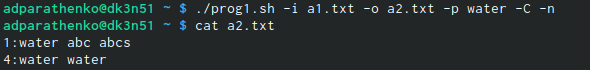 adparathenko@dk3n51 ~ $ ./prog1.sh -i a1.txt -o a2.txt -p water -C -n
adparathenko@dk3n51 ~ $ cat a2.txt
1:water abc abcs
4:water water